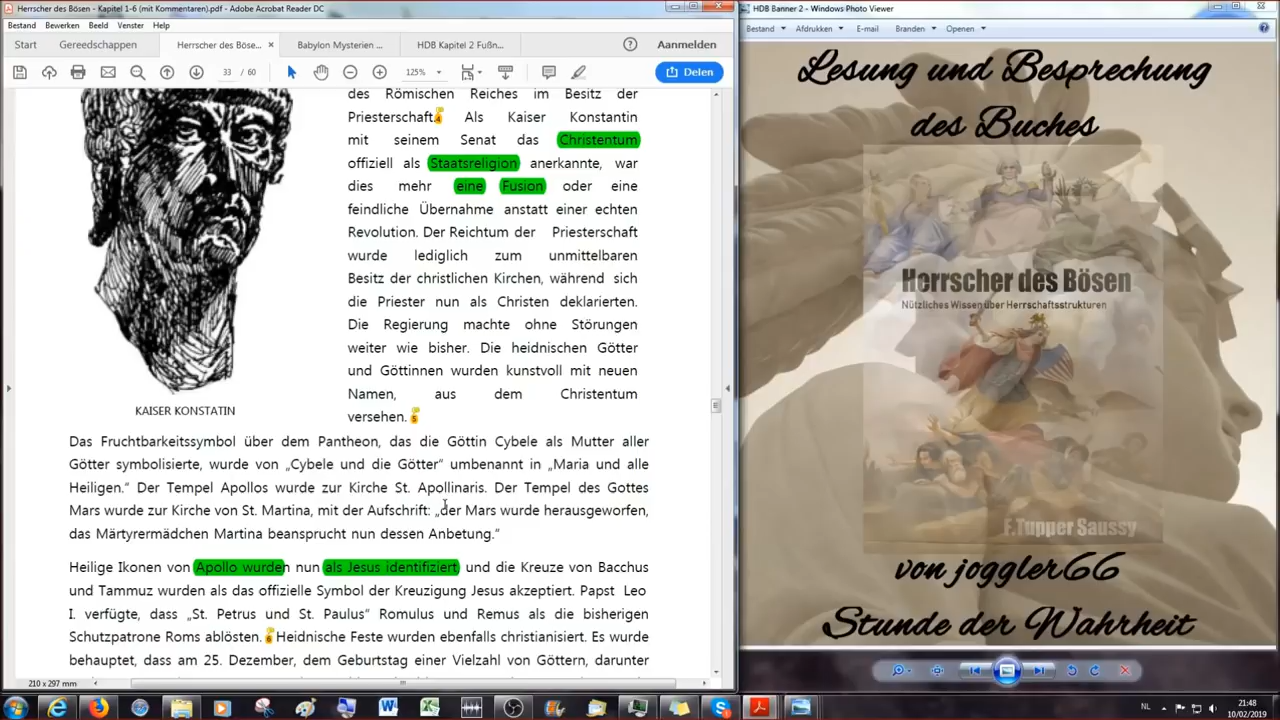 Herrscher des Bösen - Kapitel 1-6 (mit Kommentaren).pdf - Adobe Acrobat Reader DC
Bestand Bewerken Beeld Venster Help
Start Gereedschappen Herrscher des Böse... × Babylon Mysterien ... HDB Kapitel 2 Fußn... Aanmelden
33 / 60 125% Delen
des Römischen Reiches im Besitz der
Priesterschaft. 4 Als Kaiser Konstantin
mit seinem Senat das Christentum
offiziell als Staatsreligion anerkannte, war
dies mehr eine Fusion oder eine
feindliche Übernahme anstatt einer echten
Revolution. Der Reichtum der Priesterschaft
wurde lediglich zum unmittelbaren
Besitz der christlichen Kirchen, während sich
die Priester nun als Christen deklarierten.
Die Regierung machte ohne Störungen
weiter wie bisher. Die heidnischen Götter
und Göttinnen wurden kunstvoll mit neuen
Namen, aus dem Christentum
versehen. 5
KAISER KONSTATIN
Das Fruchtbarkeitssymbol über dem Pantheon, das die Göttin Cybele als Mutter aller
Götter symbolisierte, wurde von „Cybele und die Götter“ umbenannt in „Maria und alle
Heiligen.“ Der Tempel Apollos wurde zur Kirche St. Apollinaris. Der Tempel des Gottes
Mars wurde zur Kirche von St. Martina, mit der Aufschrift: „der Mars wurde herausgeworfen,
das Märtyrermädchen Martina beansprucht nun dessen Anbetung.“
Heilige Ikonen von Apollo wurden nun als Jesus identifiziert und die Kreuze von Bacchus
und Tammuz wurden als das offizielle Symbol der Kreuzigung Jesus akzeptiert. Papst Leo
I. verfügte, dass „St. Petrus und St. Paulus“ Romulus und Remus als die bisherigen
Schutzpatrone Roms ablösten. 6 Heidnische Feste wurden ebenfalls christianisiert. Es wurde
behauptet, dass am 25. Dezember, dem Geburtstag einer Vielzahl von Göttern, darunter
210 x 297 mm
HDB Banner 2 - Windows Photo Viewer
Bestand Afdrukken E-mail Branden Openen
Lesung und Besprechung
des Buches
Herrscher des Bösen
Nützliches Wissen über Herrschaftsstrukturen
F.Tupper Saussy
von joggler66
Stunde der Wahrheit
NL 21:48
10/02/2019